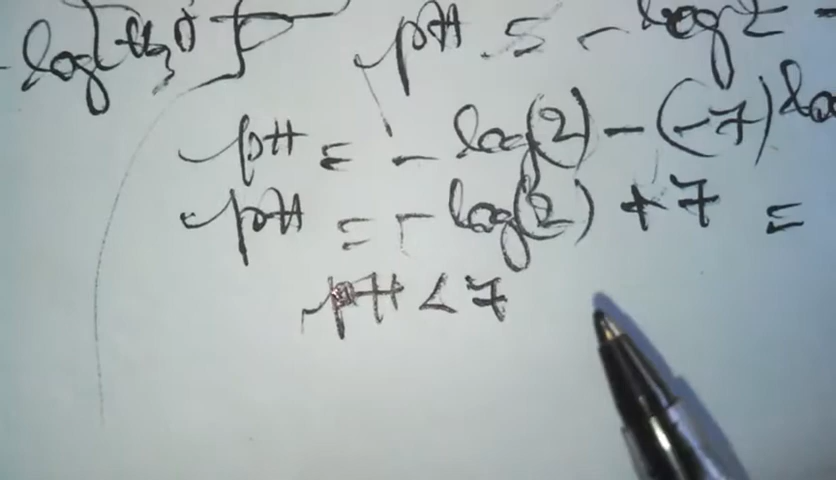 -log[H₃O⁺] pH = -log2 -
pH = -log(2) - (-7)log
pH = -log(2) + 7 =
pH < 7